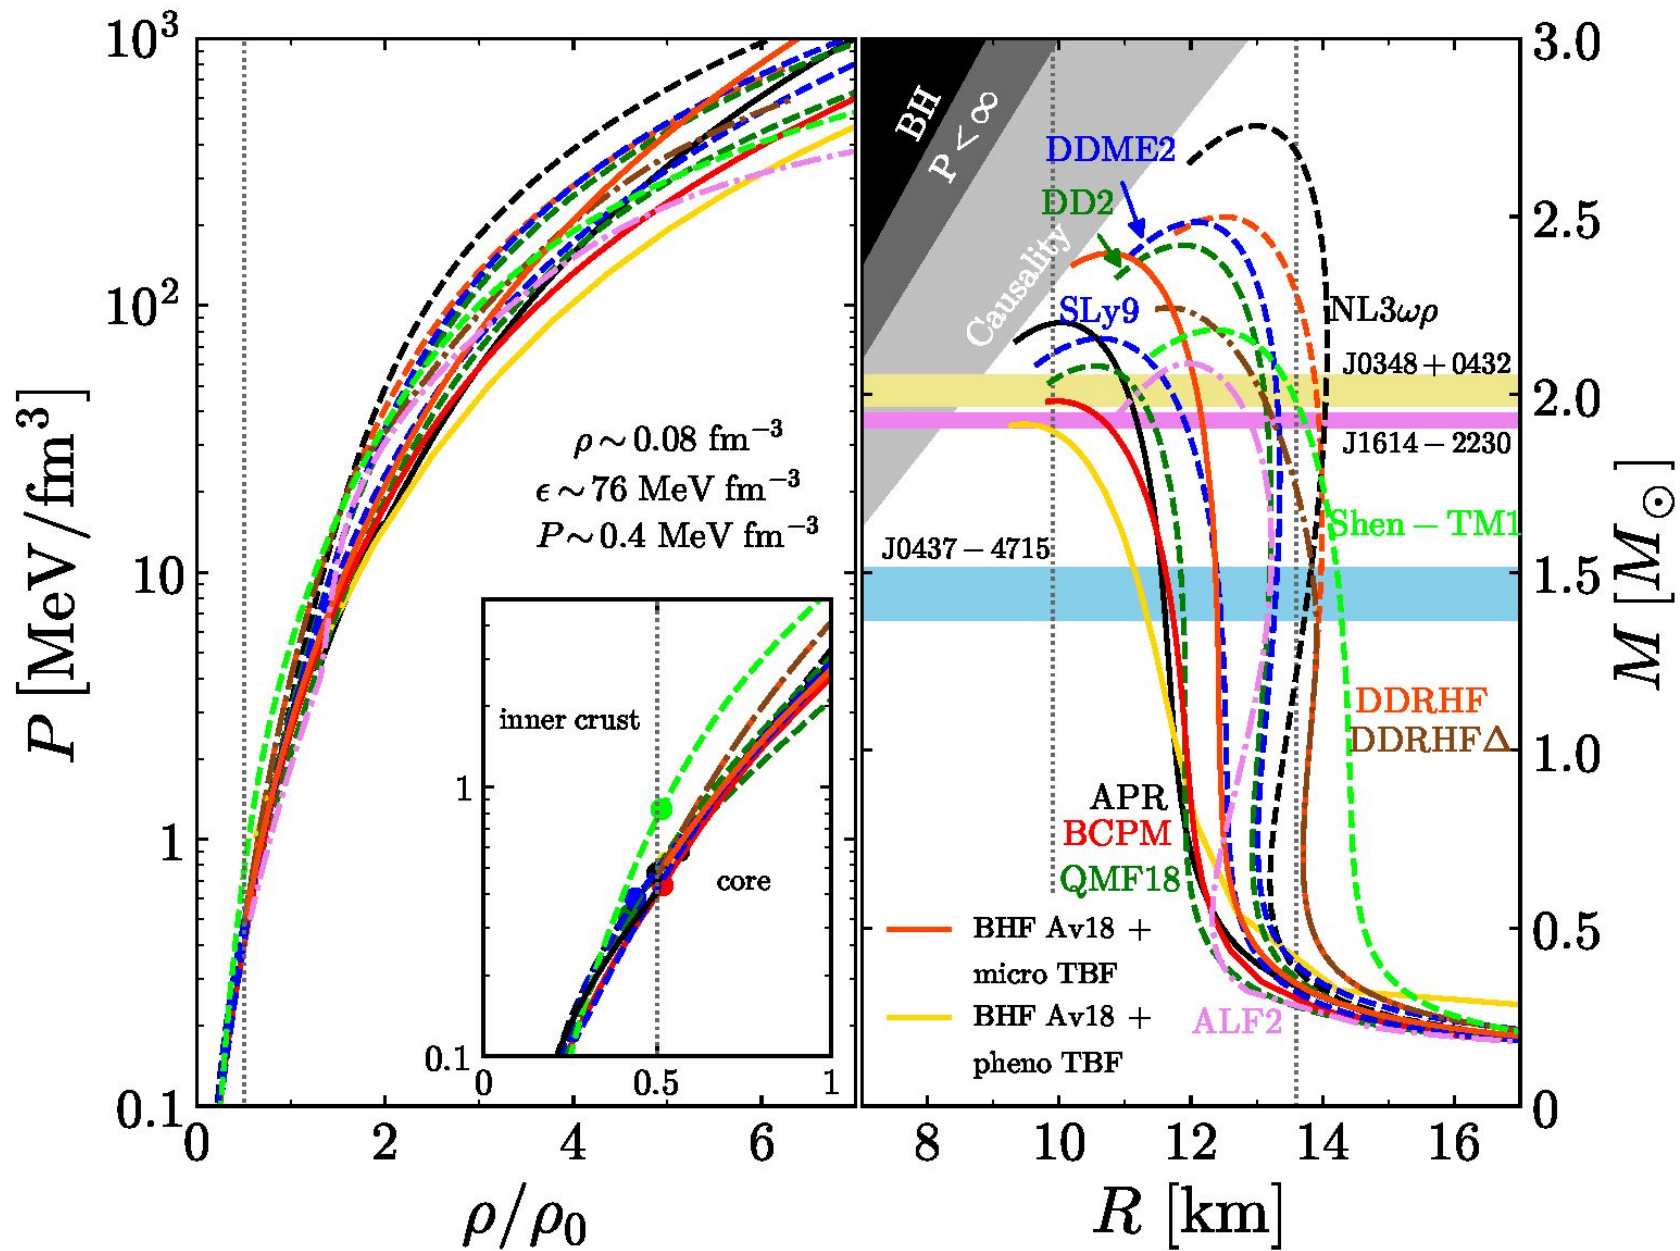 10³
10²
10
1
0.1
P [MeV/fm³]
0
2
4
6
ρ/ρ₀
ρ ∼ 0.08 fm⁻³
ϵ ∼ 76 MeV fm⁻³
P ∼ 0.4 MeV fm⁻³
inner crust
core
1
0.1
0
0.5
1
BH
P < ∞
Causality
DDME2
DD2
SLy9
NL3ωρ
J0348 + 0432
J1614 − 2230
Shen − TM1
J0437 − 4715
DDRHF
DDRHFΔ
APR
BCPM
QMF18
BHF Av18 +
micro TBF
BHF Av18 +
pheno TBF
ALF2
3.0
2.5
2.0
1.5
1.0
0.5
0
M [M⊙]
8
10
12
14
16
R [km]